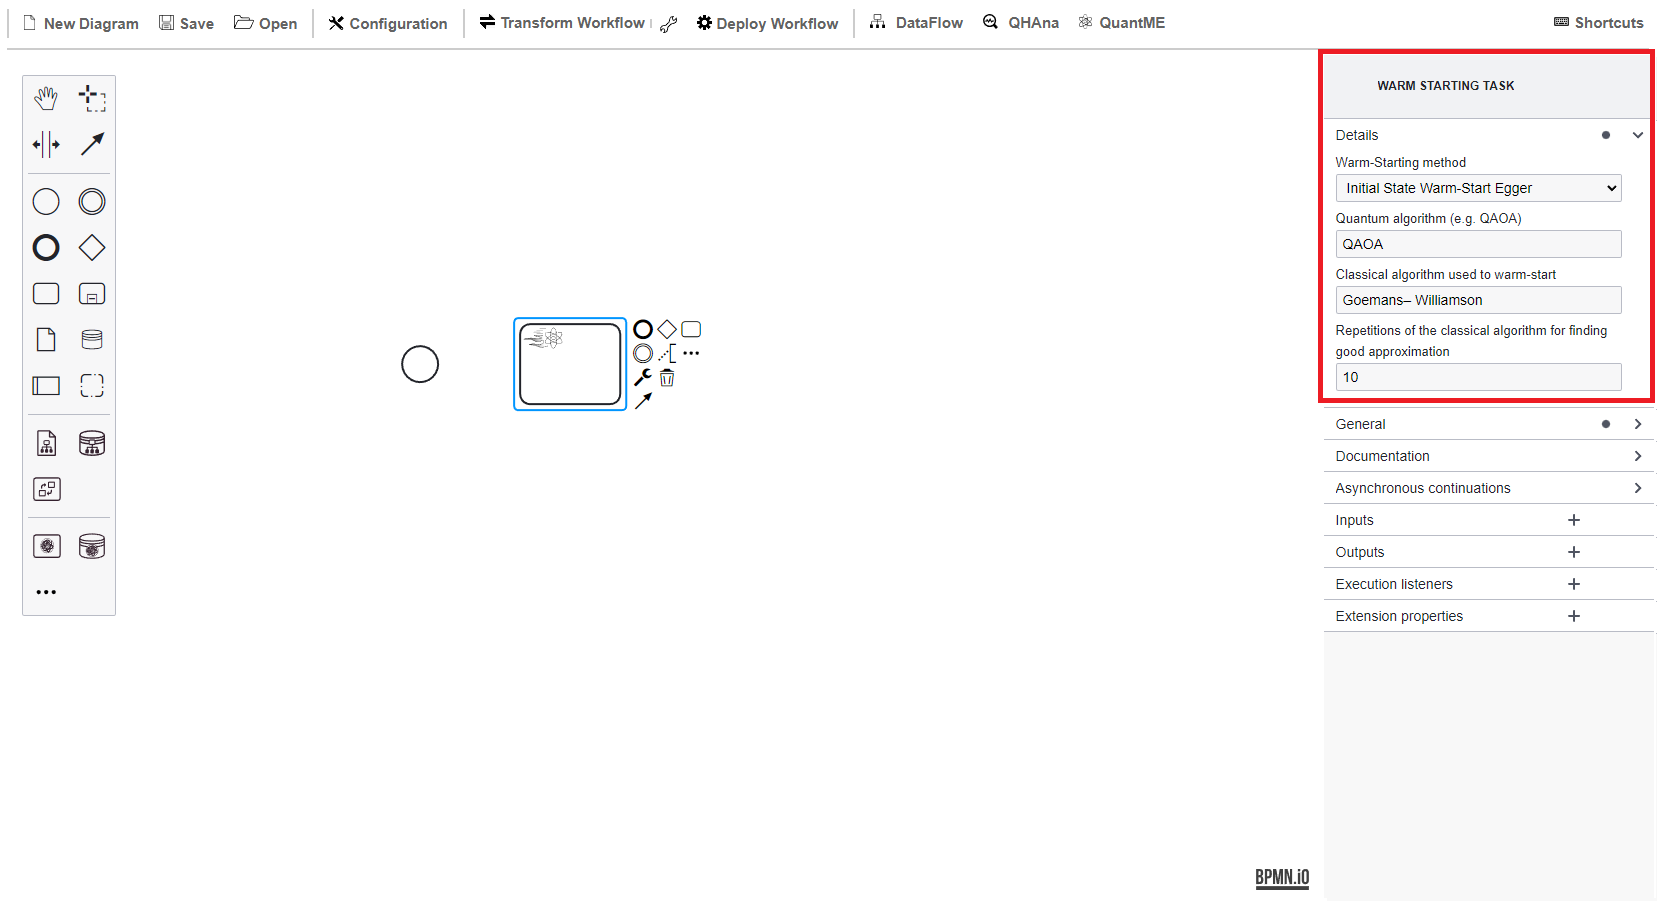 New Diagram Save Open Configuration Transform Workflow Deploy Workflow DataFlow QHAna QuantME Shortcuts
WARM STARTING TASK
Details
Warm-Starting method
Initial State Warm-Start Egger
Quantum algorithm (e.g. QAOA)
QAOA
Classical algorithm used to warm-start
Goemans– Williamson
Repetitions of the classical algorithm for finding
good approximation
10
General
Documentation
Asynchronous continuations
Inputs
Outputs
Execution listeners
Extension properties
BPMN.iO